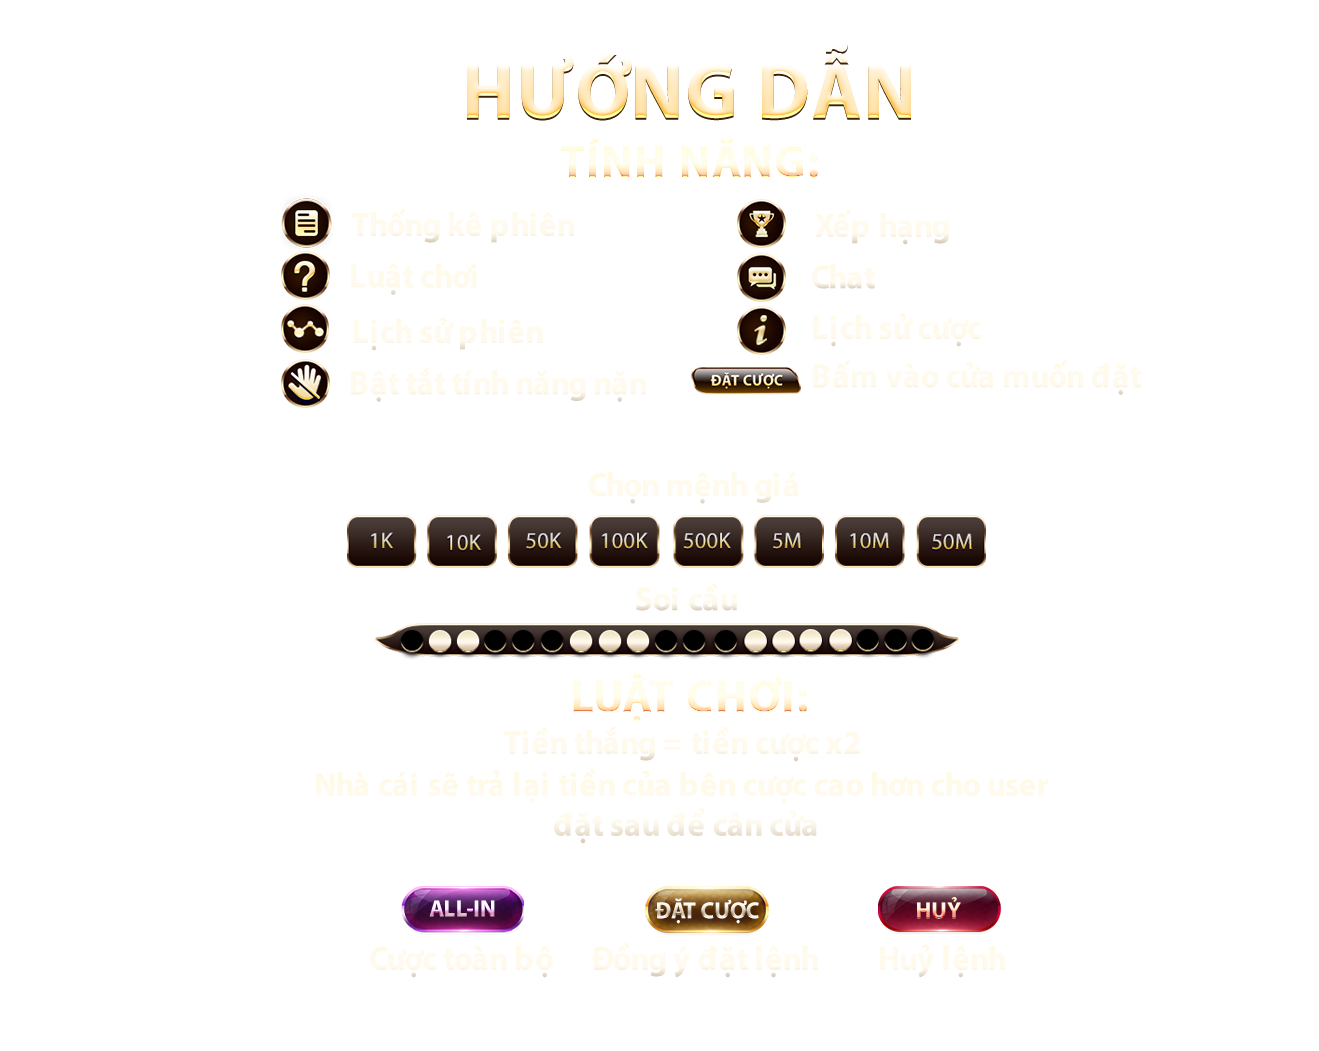 HƯỚNG DẪN
TÍNH NĂNG:
Thống kê phiên
Xếp hạng
Luật chơi
Chat
Lịch sử phiên
Lịch sử cược
Bật tắt tính năng nặn
ĐẶT CƯỢC Bấm vào cửa muốn đặt
Chọn mệnh giá
1K 10K 50K 100K 500K 5M 10M 50M
Soi cầu
LUẬT CHƠI:
Tiền thắng = tiền cược x2
Nhà cái sẽ trả lại tiền của bên cược cao hơn cho user
đặt sau để cân cửa
ALL-IN ĐẶT CƯỢC HUỶ
Cược toàn bộ Đồng ý đặt lệnh Huỷ lệnh